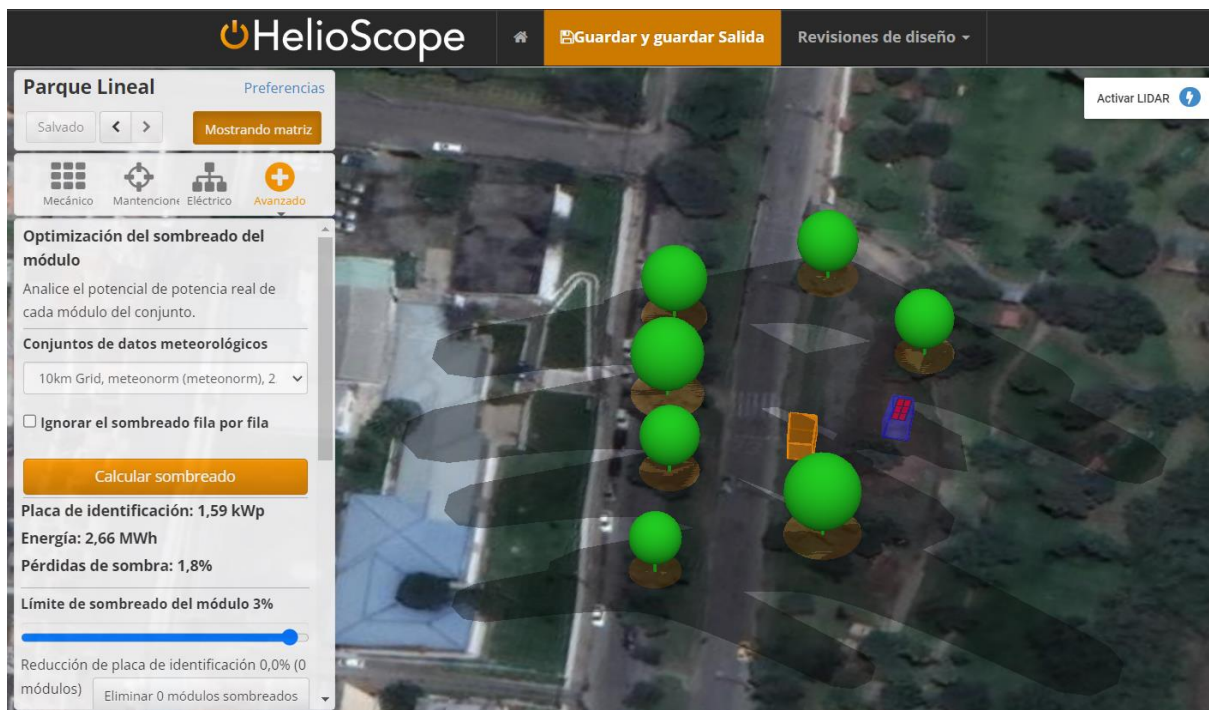 HelioScope
Guardar y guardar Salida
Revisiones de diseño
Parque Lineal
Preferencias
Salvado
<
>
Mostrando matriz
Activar LIDAR
Mecánico
Mantencione
Eléctrico
Avanzado
Optimización del sombreado del
módulo
Analice el potencial de potencia real de
cada módulo del conjunto.
Conjuntos de datos meteorológicos
10km Grid, meteonorm (meteonorm), 2
Ignorar el sombreado fila por fila
Calcular sombreado
Placa de identificación: 1,59 kWp
Energía: 2,66 MWh
Pérdidas de sombra: 1,8%
Límite de sombreado del módulo 3%
Reducción de placa de identificación 0,0% (0
módulos)
Eliminar 0 módulos sombreados